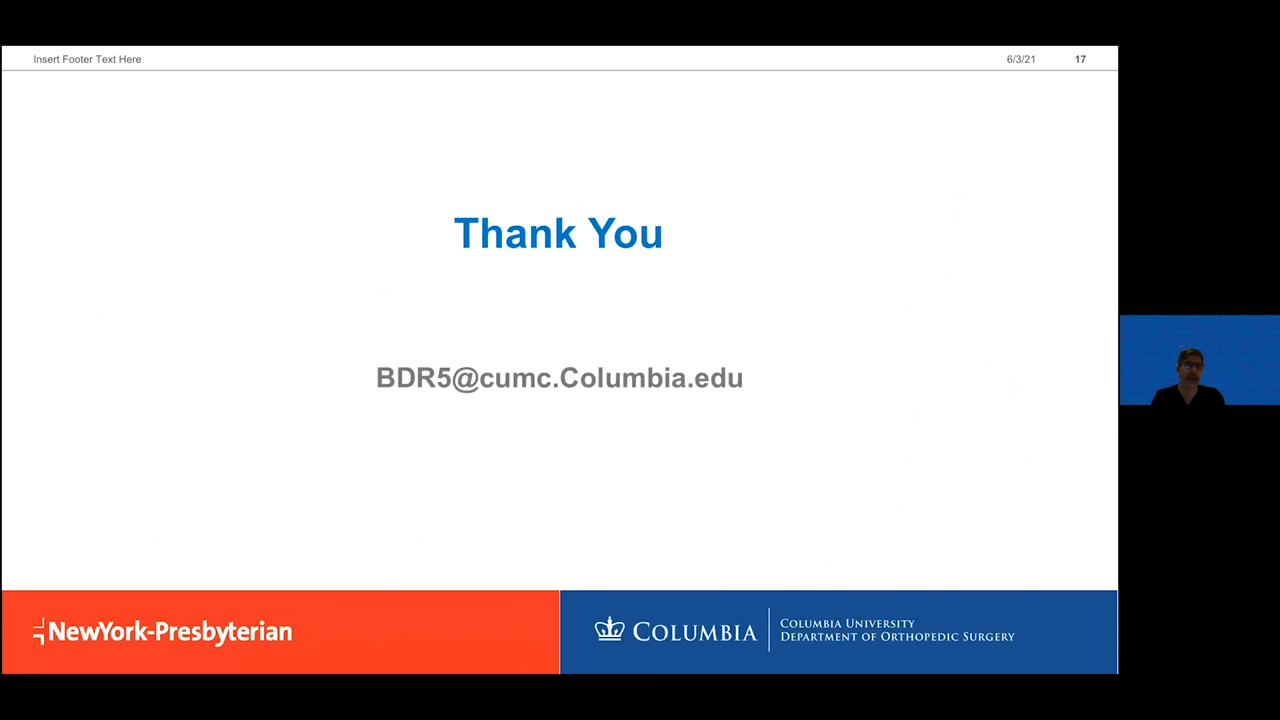 Insert Footer Text Here 6/3/21 17
Thank You
BDR5@cumc.Columbia.edu
NewYork-Presbyterian
COLUMBIA
COLUMBIA UNIVERSITY
DEPARTMENT OF ORTHOPEDIC SURGERY